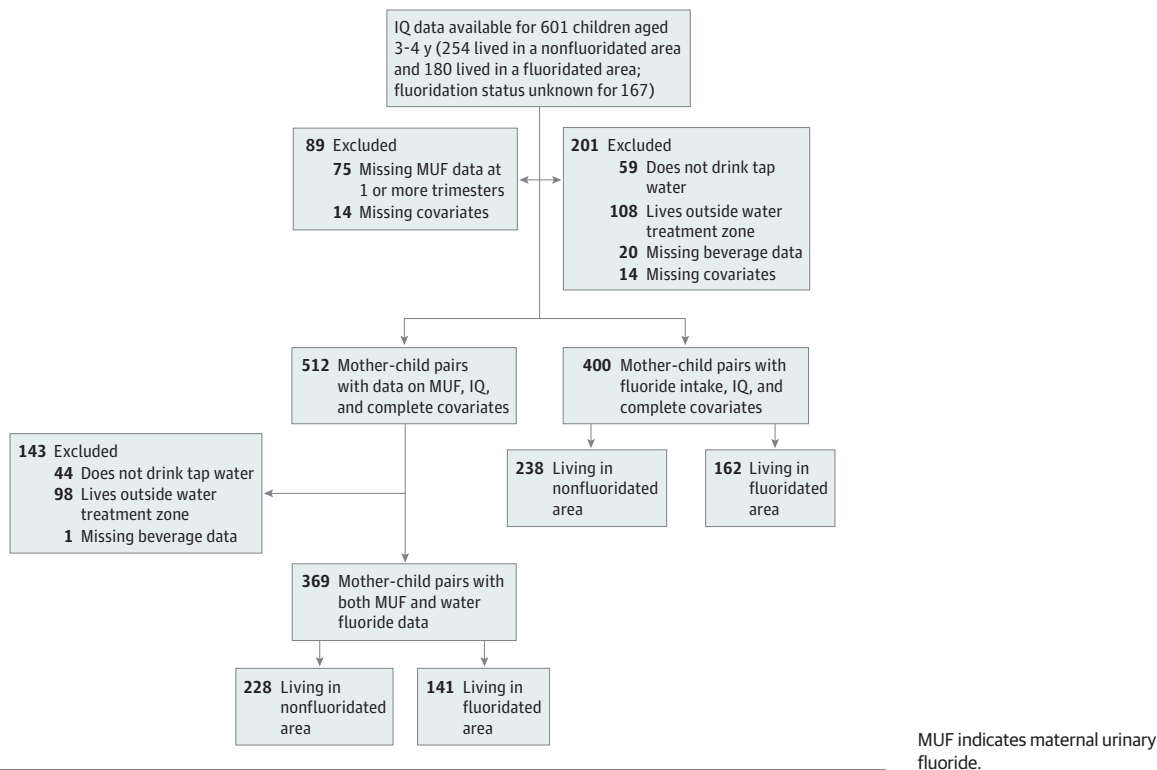 IQ data available for 601 children aged
3-4 y (254 lived in a nonfluoridated area
and 180 lived in a fluoridated area;
fluoridation status unknown for 167)
89 Excluded
75 Missing MUF data at
1 or more trimesters
14 Missing covariates
201 Excluded
59 Does not drink tap
water
108 Lives outside water
treatment zone
20 Missing beverage data
14 Missing covariates
512 Mother-child pairs
with data on MUF, IQ,
and complete covariates
400 Mother-child pairs with
fluoride intake, IQ, and
complete covariates
143 Excluded
44 Does not drink tap water
98 Lives outside water
treatment zone
1 Missing beverage data
238 Living in
nonfluoridated
area
162 Living in
fluoridated
area
369 Mother-child pairs with
both MUF and water
fluoride data
228 Living in
nonfluoridated
area
141 Living in
fluoridated
area
MUF indicates maternal urinary
fluoride.